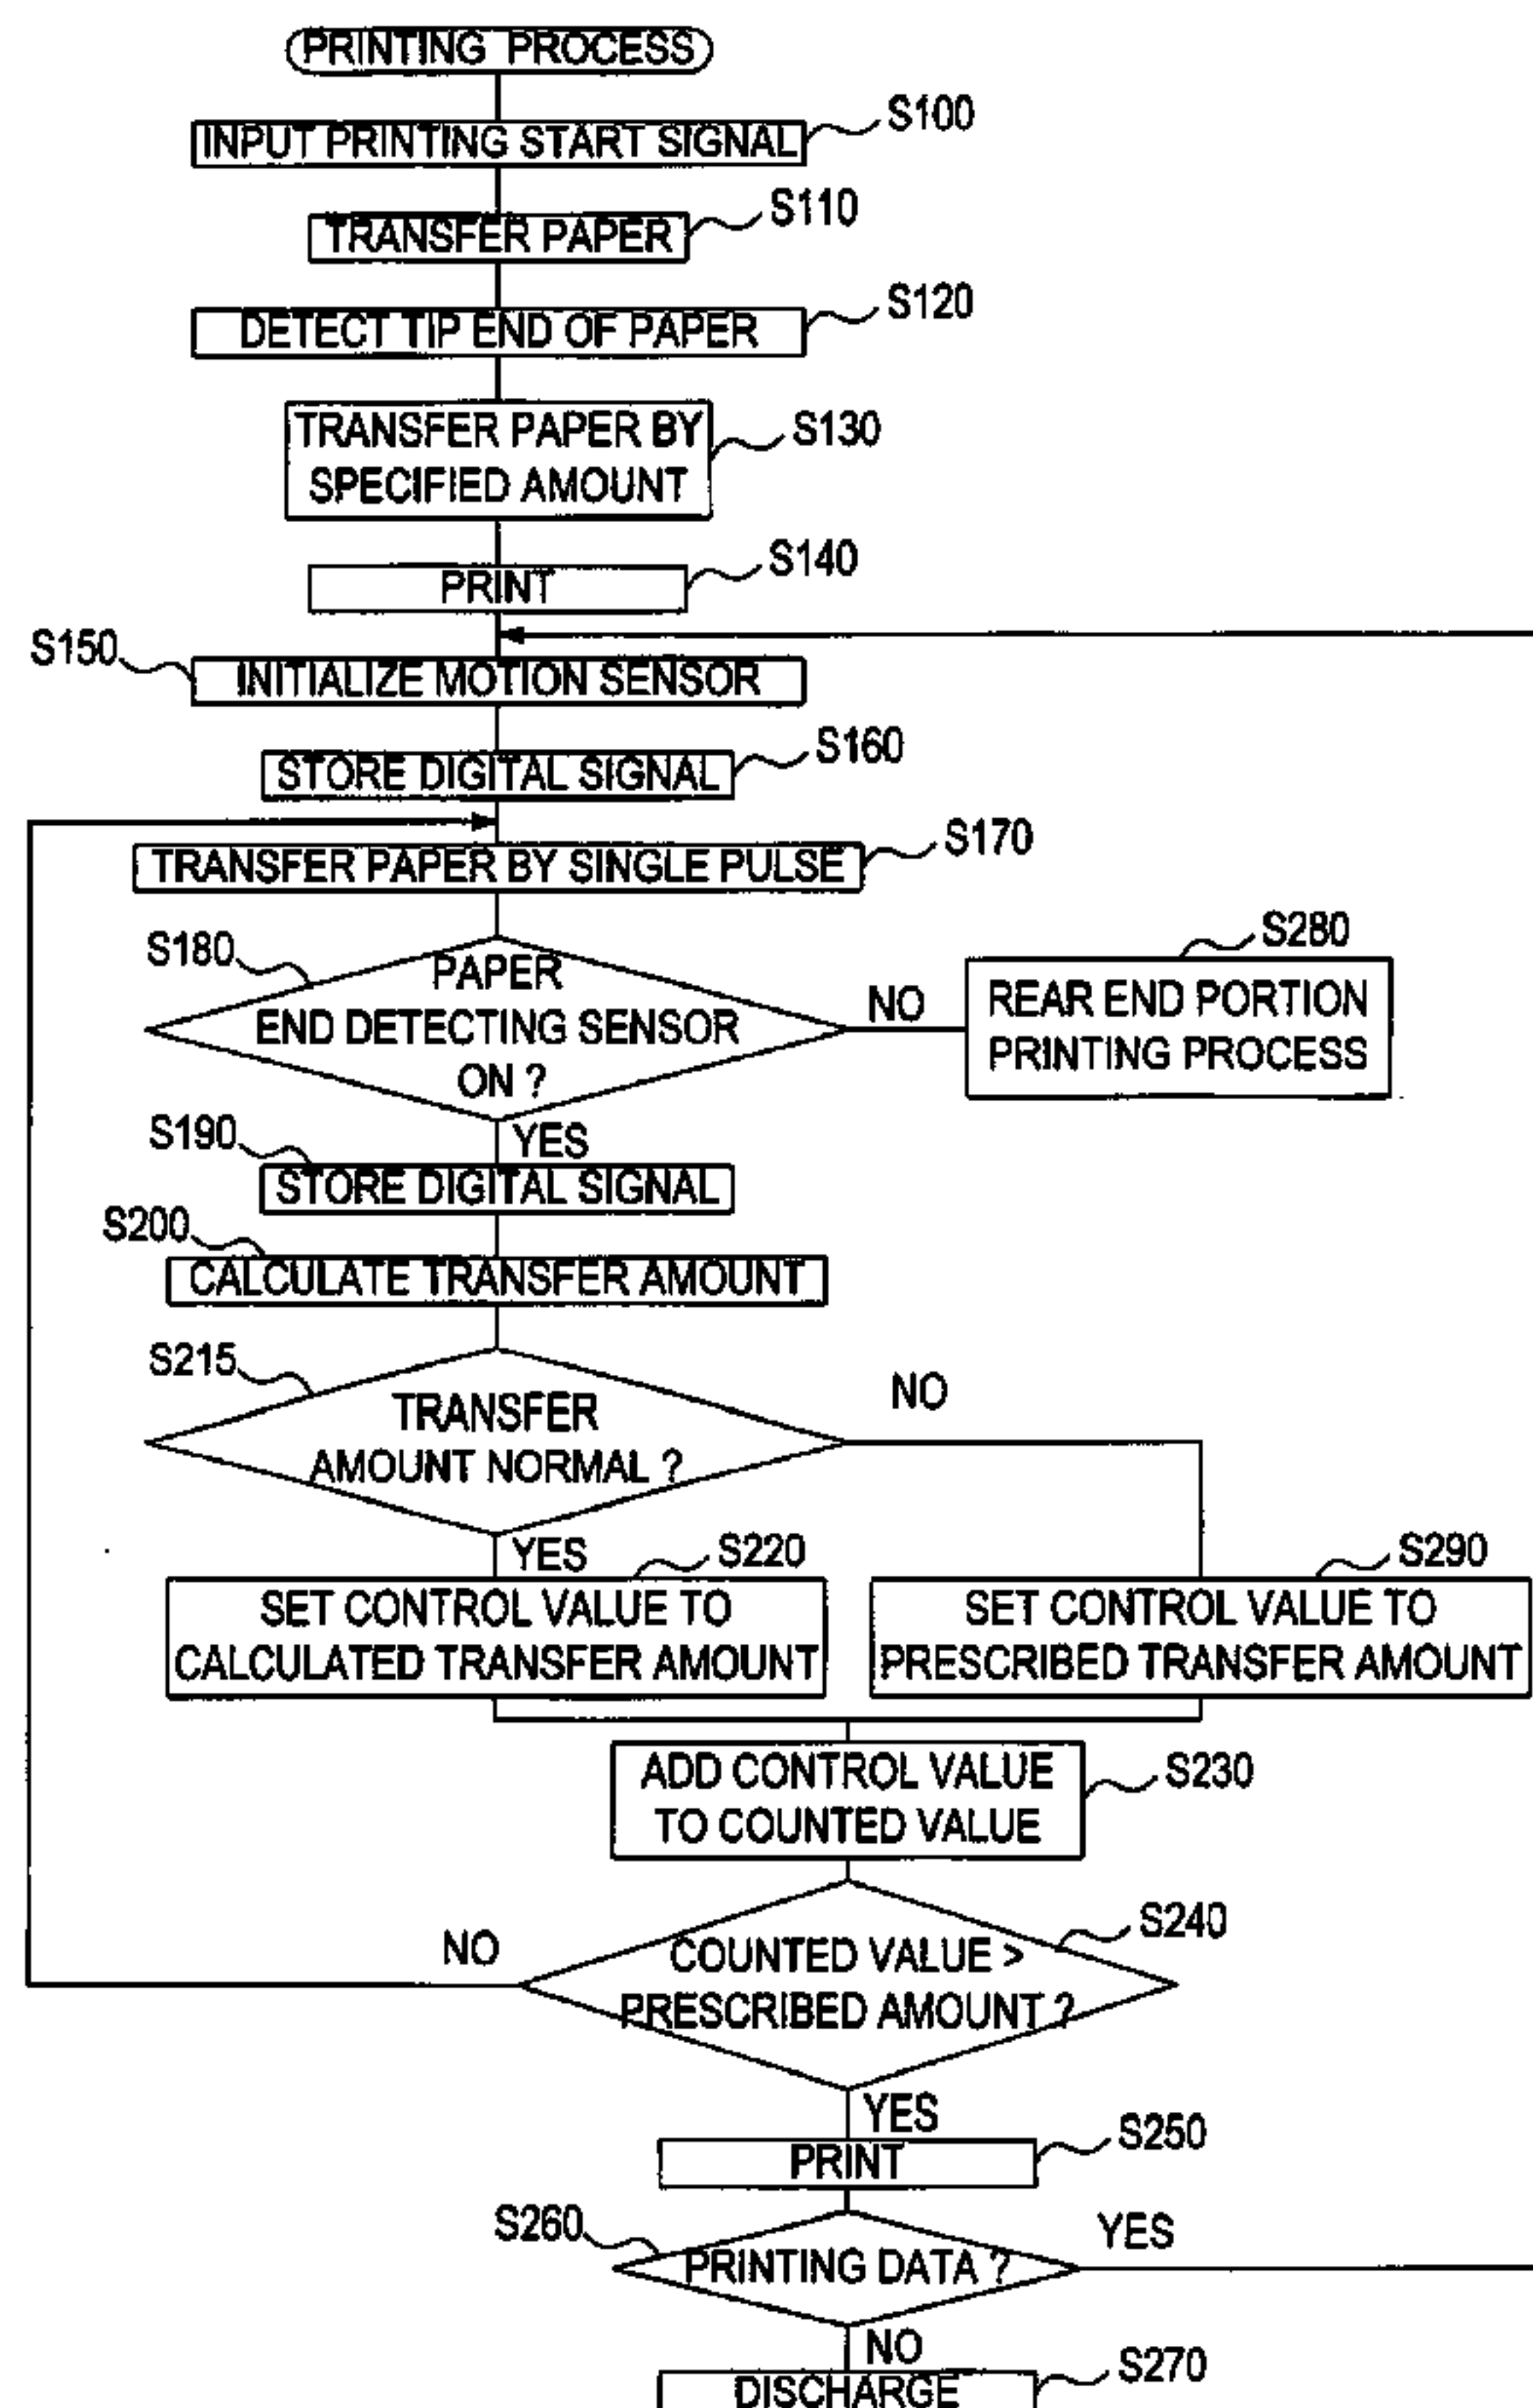 PRINTING PROCESS
S100
INPUT PRINTING START SIGNAL
S110
TRANSFER PAPER
S120
DETECT TIP END OF PAPER
S130
TRANSFER PAPER BY
SPECIFIED AMOUNT
S140
PRINT
S150
INITIALIZE MOTION SENSOR
S160
STORE DIGITAL SIGNAL
S170
TRANSFER PAPER BY SINGLE PULSE
S180
PAPER
END DETECTING SENSOR
ON ?
NO
S280
REAR END PORTION
PRINTING PROCESS
YES
S190
STORE DIGITAL SIGNAL
S200
CALCULATE TRANSFER AMOUNT
S215
TRANSFER
AMOUNT NORMAL ?
NO
YES
S220
SET CONTROL VALUE TO
CALCULATED TRANSFER AMOUNT
S290
SET CONTROL VALUE TO
PRESCRIBED TRANSFER AMOUNT
S230
ADD CONTROL VALUE
TO COUNTED VALUE
S240
COUNTED VALUE >
PRESCRIBED AMOUNT ?
NO
YES
S250
PRINT
S260
PRINTING DATA ?
YES
NO
S270
DISCHARGE